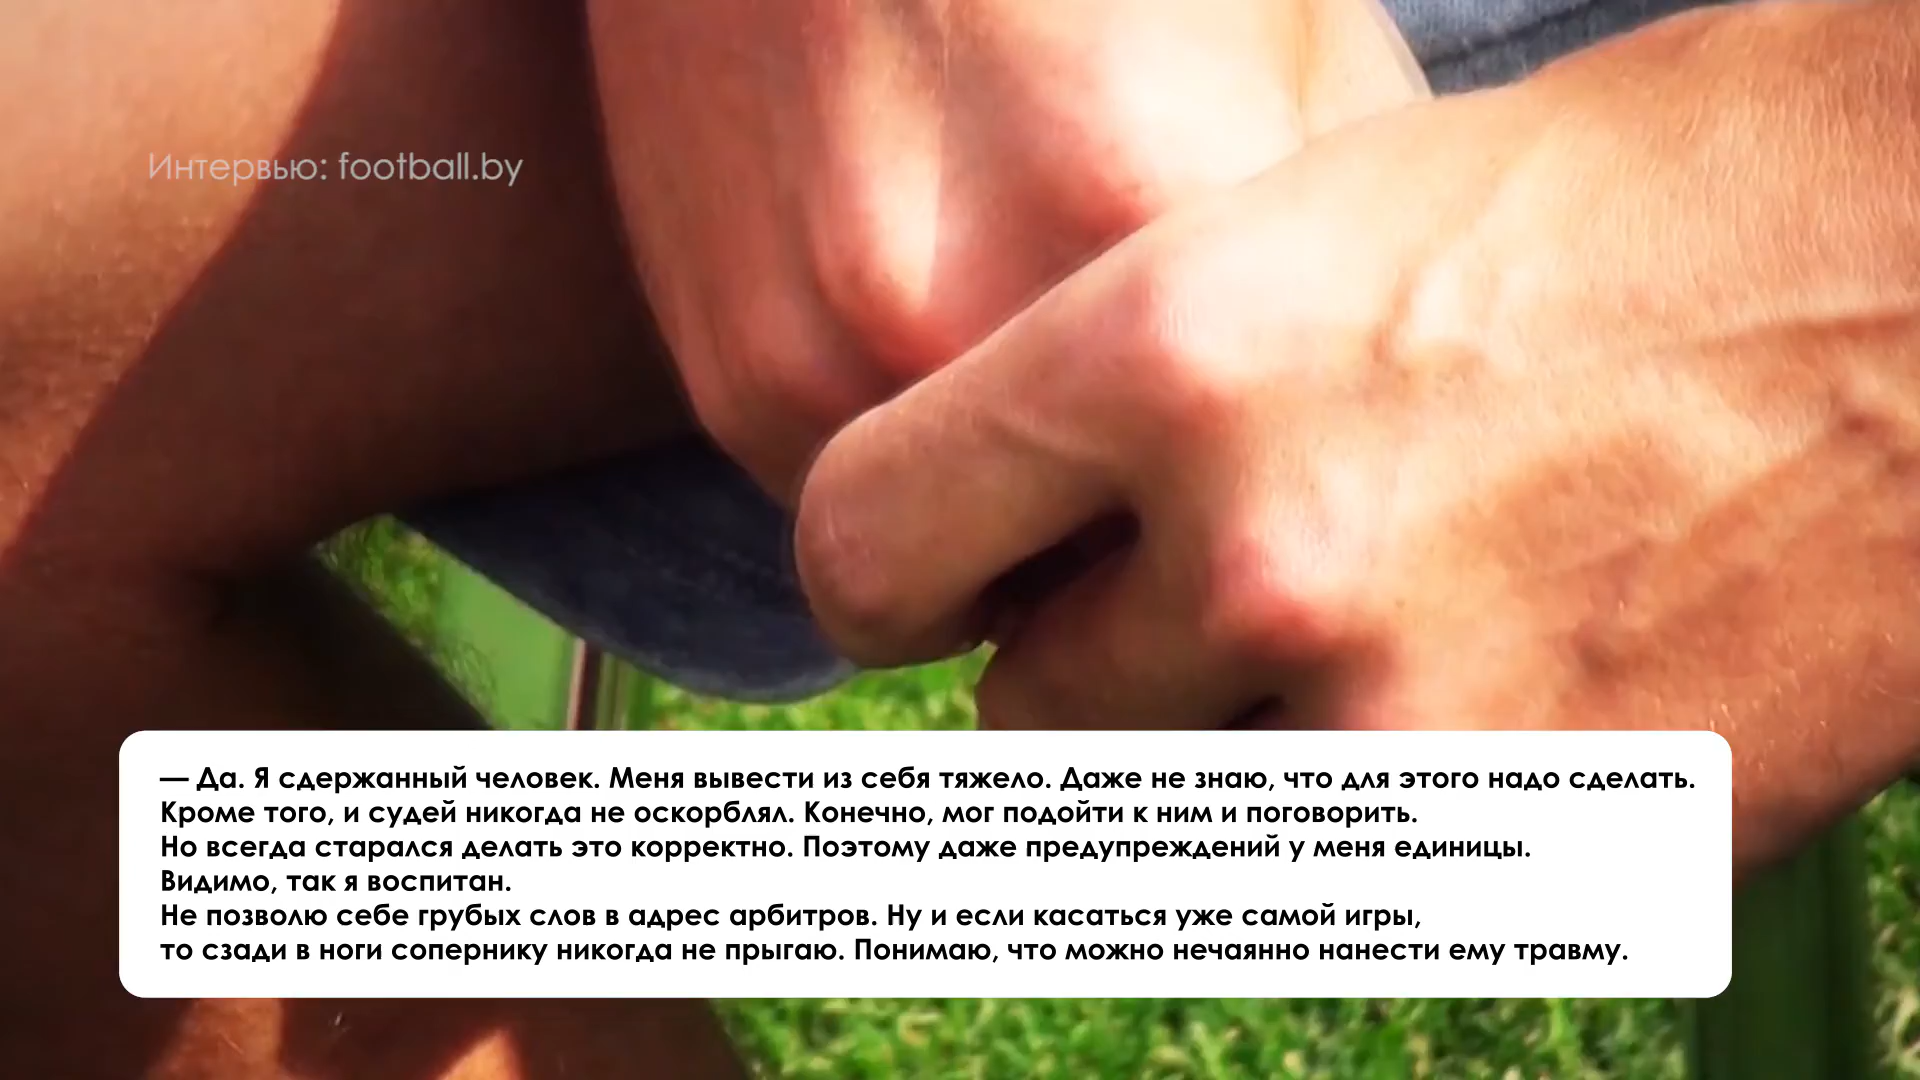 Интервью: football.by
— Да. Я сдержанный человек. Меня вывести из себя тяжело. Даже не знаю, что для этого надо сделать.
Кроме того, и судей никогда не оскорблял. Конечно, мог подойти к ним и поговорить.
Но всегда старался делать это корректно. Поэтому даже предупреждений у меня единицы.
Видимо, так я воспитан.
Не позволю себе грубых слов в адрес арбитров. Ну и если касаться уже самой игры,
то сзади в ноги сопернику никогда не прыгаю. Понимаю, что можно нечаянно нанести ему травму.